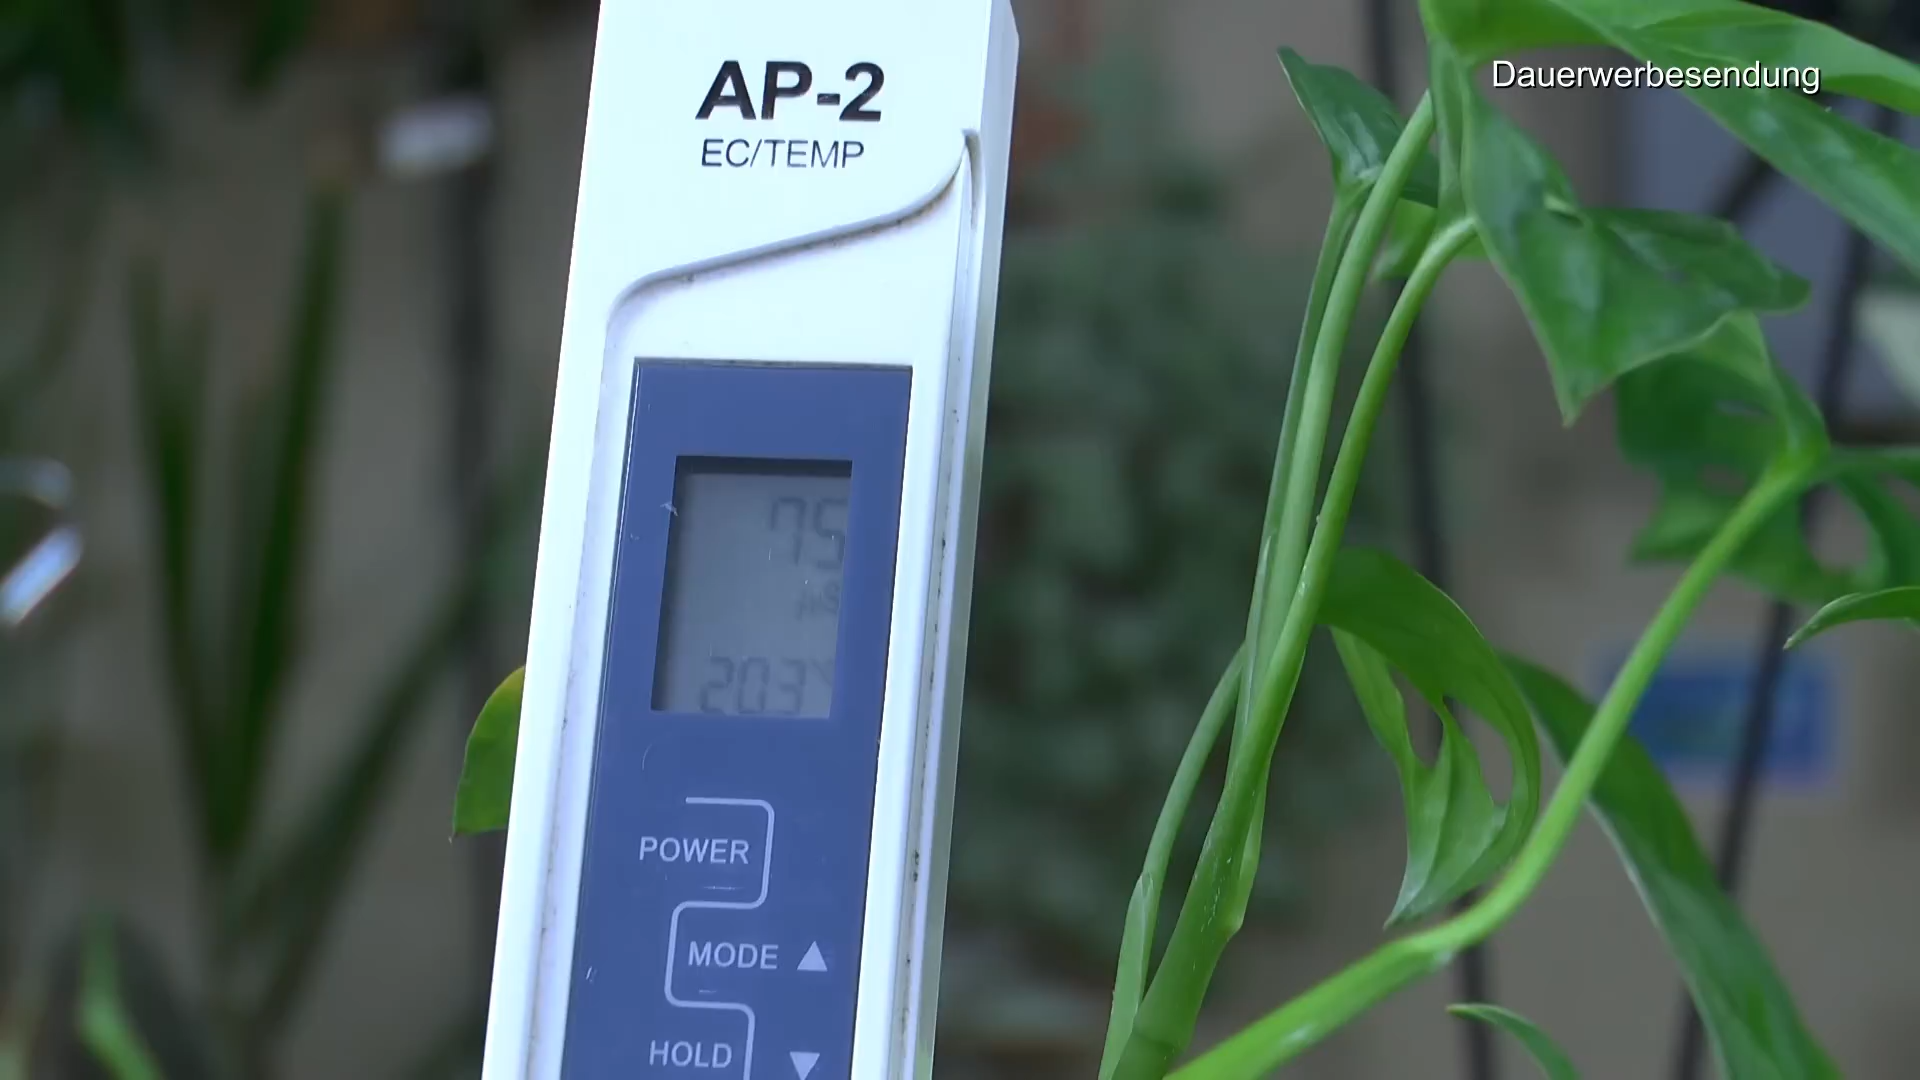 Dauerwerbesendung
AP-2
EC/TEMP
75
µS
20.3°
POWER
MODE ▲
HOLD ▼